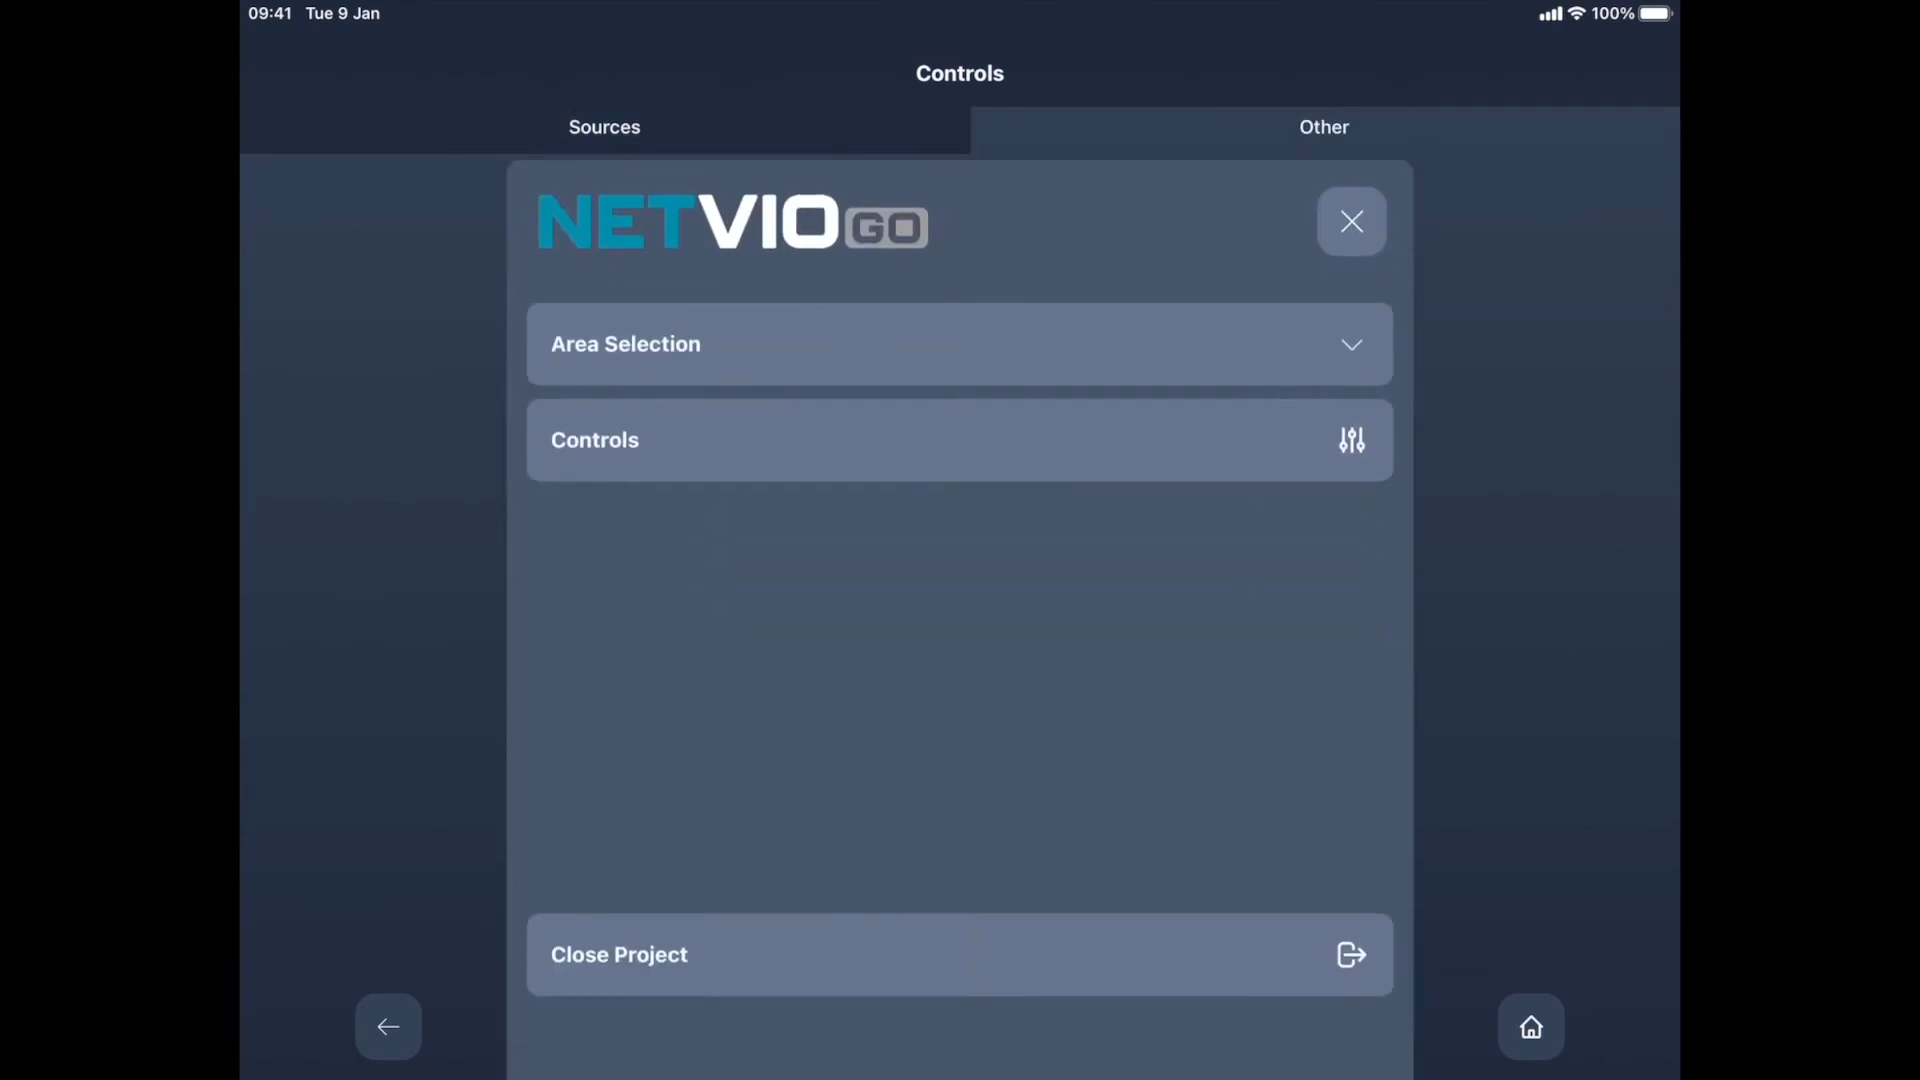 09:41 Tue 9 Jan
100%
Controls
Sources
Other
NETVIO GO
Area Selection
Controls
Close Project